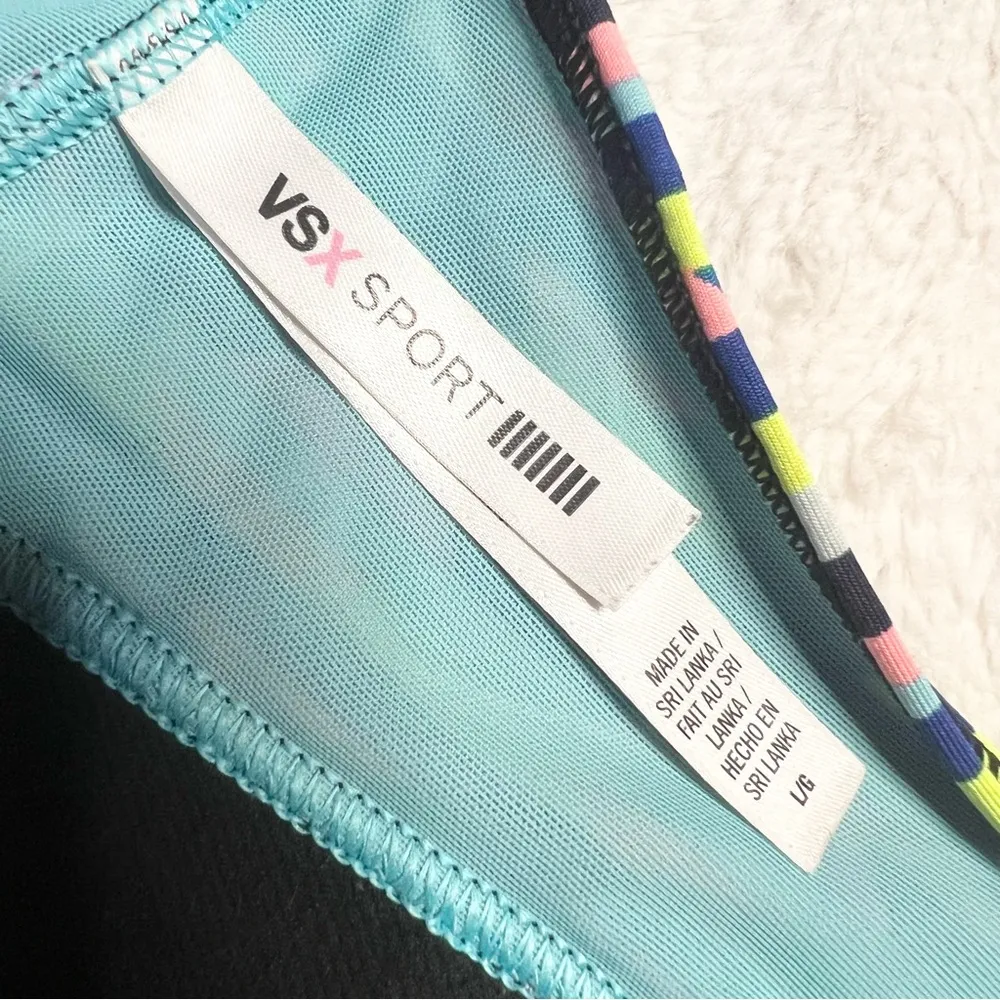 VSX SPORT
MADE IN
SRI LANKA /
FAIT AU SRI
LANKA /
HECHO EN
SRI LANKA
L/G